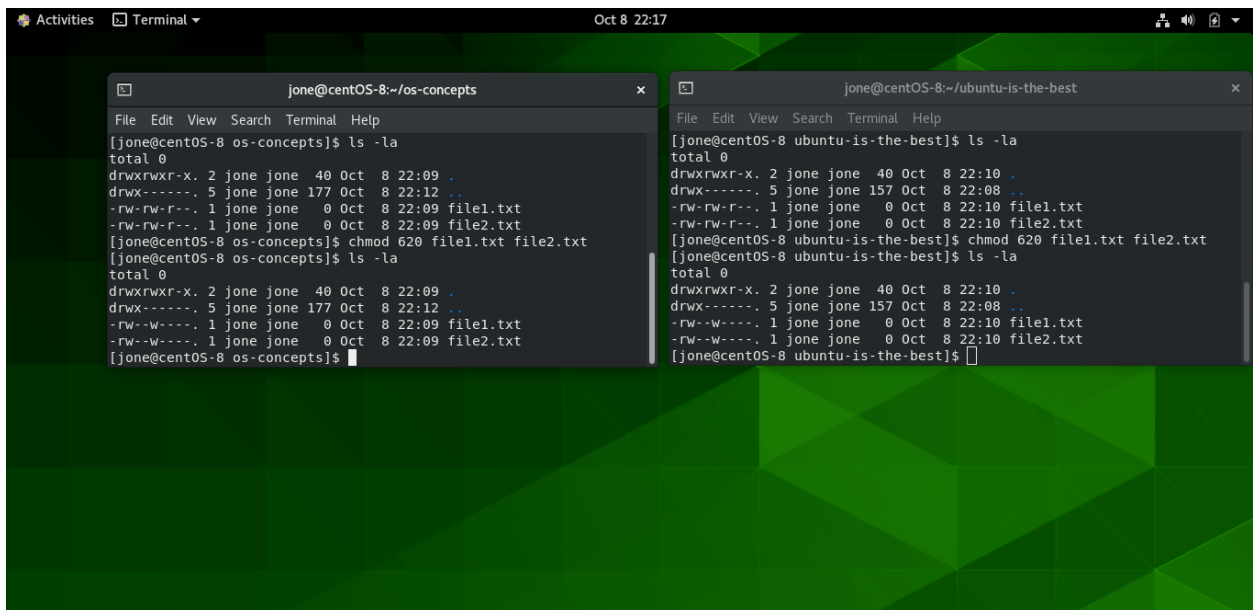 Activities Terminal Oct 8 22:17
jone@centOS-8:~/os-concepts
File Edit View Search Terminal Help
[jone@centOS-8 os-concepts]$ ls -la
total 0
drwxrwxr-x. 2 jone jone  40 Oct  8 22:09 .
drwx------. 5 jone jone 177 Oct  8 22:12 ..
-rw-rw-r--. 1 jone jone   0 Oct  8 22:09 file1.txt
-rw-rw-r--. 1 jone jone   0 Oct  8 22:09 file2.txt
[jone@centOS-8 os-concepts]$ chmod 620 file1.txt file2.txt
[jone@centOS-8 os-concepts]$ ls -la
total 0
drwxrwxr-x. 2 jone jone  40 Oct  8 22:09 .
drwx------. 5 jone jone 177 Oct  8 22:12 ..
-rw--w----. 1 jone jone   0 Oct  8 22:09 file1.txt
-rw--w----. 1 jone jone   0 Oct  8 22:09 file2.txt
[jone@centOS-8 os-concepts]$
jone@centOS-8:~/ubuntu-is-the-best
File Edit View Search Terminal Help
[jone@centOS-8 ubuntu-is-the-best]$ ls -la
total 0
drwxrwxr-x. 2 jone jone  40 Oct  8 22:10 .
drwx------. 5 jone jone 157 Oct  8 22:08 ..
-rw-rw-r--. 1 jone jone   0 Oct  8 22:10 file1.txt
-rw-rw-r--. 1 jone jone   0 Oct  8 22:10 file2.txt
[jone@centOS-8 ubuntu-is-the-best]$ chmod 620 file1.txt file2.txt
[jone@centOS-8 ubuntu-is-the-best]$ ls -la
total 0
drwxrwxr-x. 2 jone jone  40 Oct  8 22:10 .
drwx------. 5 jone jone 157 Oct  8 22:08 ..
-rw--w----. 1 jone jone   0 Oct  8 22:10 file1.txt
-rw--w----. 1 jone jone   0 Oct  8 22:10 file2.txt
[jone@centOS-8 ubuntu-is-the-best]$